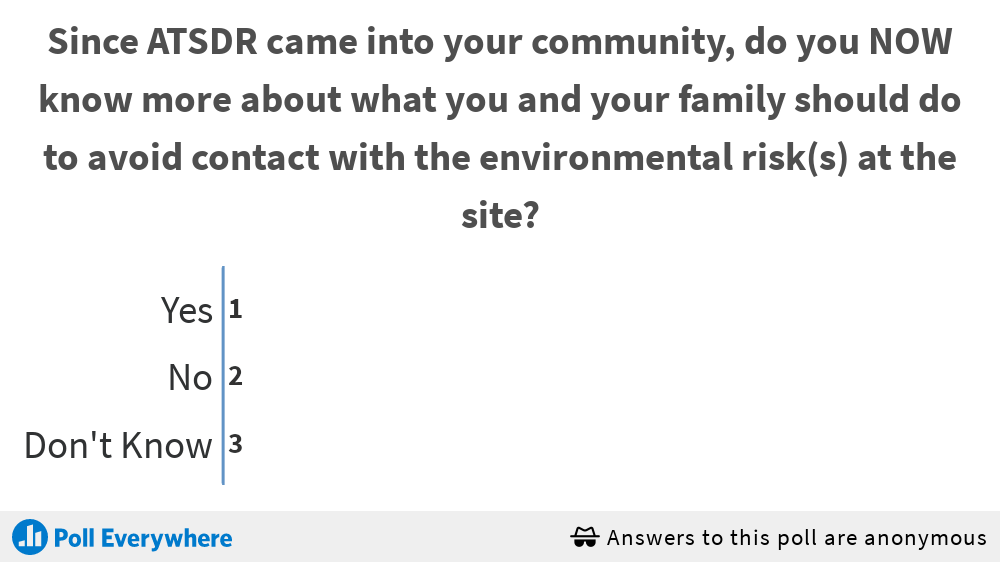 Since ATSDR came into your community, do you NOW
know more about what you and your family should do
to avoid contact with the environmental risk(s) at the
site?
Yes 1
No 2
Don't Know 3
Poll Everywhere
Answers to this poll are anonymous